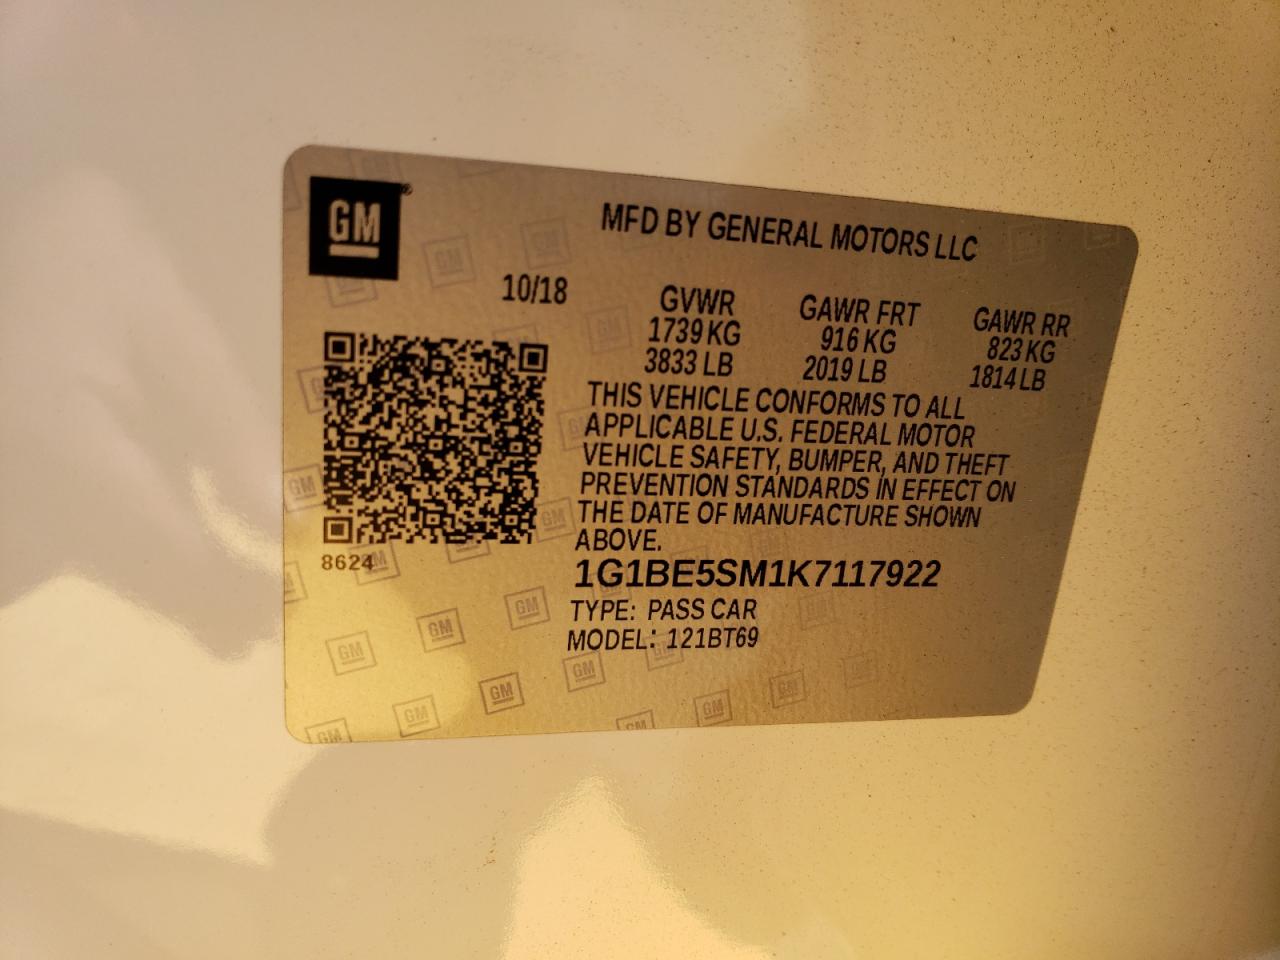 GM®
MFD BY GENERAL MOTORS LLC
10/18
GVWR GAWR FRT GAWR RR
1739 KG 916 KG 823 KG
3833 LB 2019 LB 1814 LB
THIS VEHICLE CONFORMS TO ALL
APPLICABLE U.S. FEDERAL MOTOR
VEHICLE SAFETY, BUMPER, AND THEFT
PREVENTION STANDARDS IN EFFECT ON
THE DATE OF MANUFACTURE SHOWN
ABOVE.
8624
1G1BE5SM1K7117922
TYPE: PASS CAR
MODEL: 121BT69